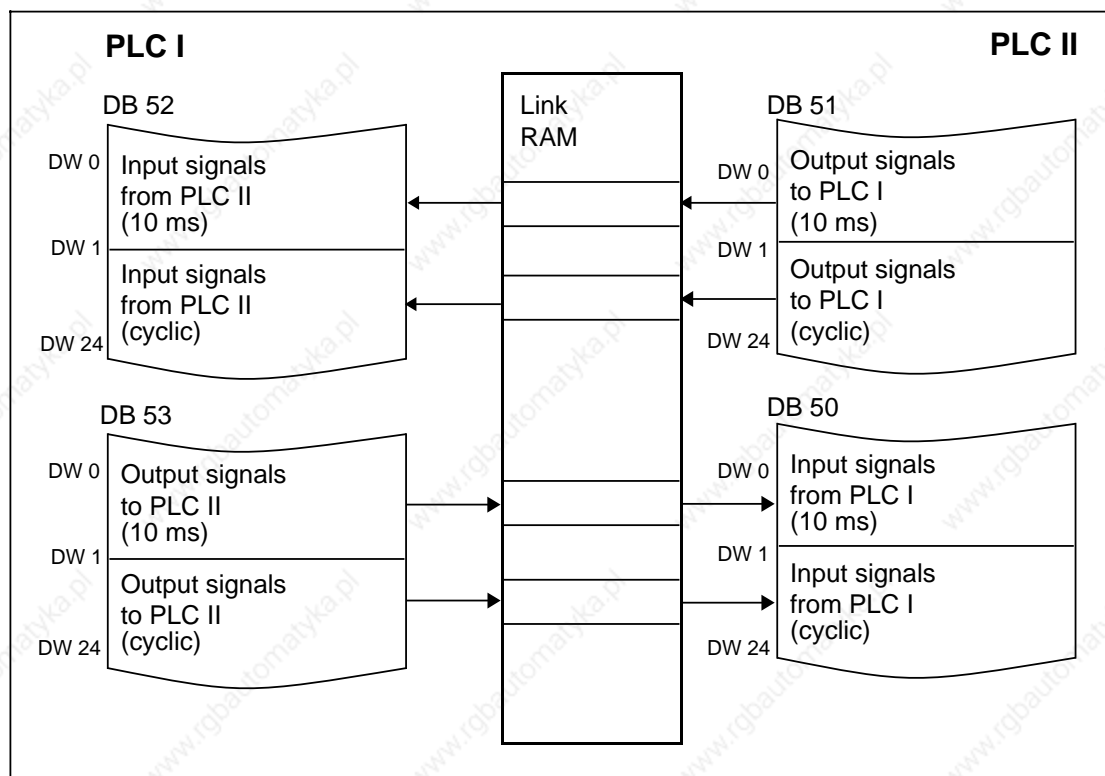 PLC I
PLC II
DB 52
DW 0
Input signals
from PLC II
(10 ms)
DW 1
Input signals
from PLC II
(cyclic)
DW 24
DB 53
DW 0
Output signals
to PLC II
(10 ms)
DW 1
Output signals
to PLC II
(cyclic)
DW 24
Link
RAM
DB 51
DW 0
Output signals
to PLC I
(10 ms)
DW 1
Output signals
to PLC I
(cyclic)
DW 24
DB 50
DW 0
Input signals
from PLC I
(10 ms)
DW 1
Input signals
from PLC I
(cyclic)
DW 24
www.rgbautomatyka.pl